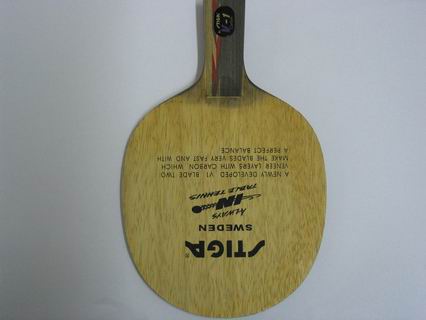 STIGA®
SWEDEN
ALWAYS
IN
TABLE TENNIS
A NEWLY DEVELOPED V1 BLADE TWO
VENEER LAYERS WITH CARBON WHICH
MAKE THE BLADES VERY FAST AND WITH
A PERFECT BALANCE
V-1